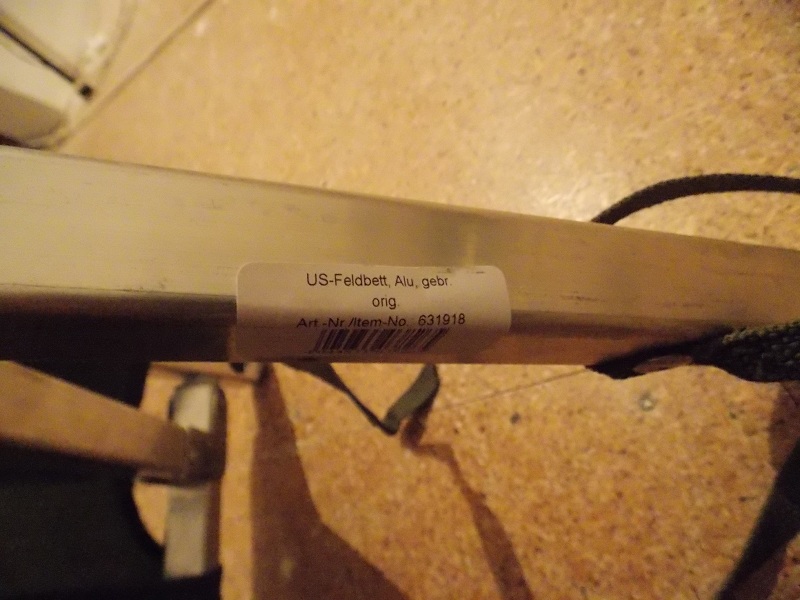 US-Feldbett, Alu, gebr.
orig.
Art.-Nr./Item-No. 631918